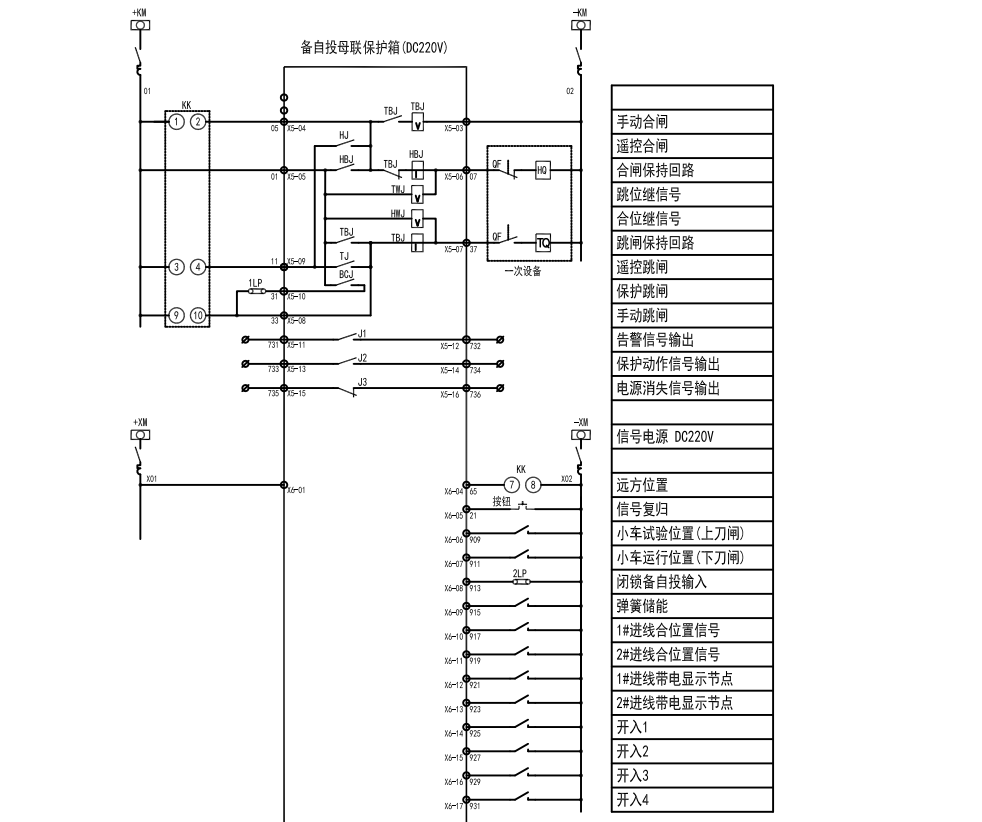 +KM
-KM
备自投母联保护箱(DC220V)
01
02
KK
1 2
05 X5-04
TBJ
TBJ
V
X5-03
手动合闸
HJ
遥控合闸
01 X5-05
HBJ
TBJ
HBJ
I
X5-06 07
QF
HQ
合闸保持回路
TWJ
V
跳位继信号
HWJ
V
合位继信号
TBJ
TBJ
I
X5-07 37
QF
TQ
跳闸保持回路
一次设备
3 4
11 X5-09
TJ
遥控跳闸
1LP
31 X5-10
BCJ
保护跳闸
9 10
33 X5-08
手动跳闸
731 X5-11
J1
X5-12 732
告警信号输出
733 X5-13
J2
X5-14 734
保护动作信号输出
735 X5-15
J3
X5-16 736
电源消失信号输出
+XM
-XM
信号电源 DC220V
X01
X6-01
KK
X02
X6-04 65
7 8
远方位置
按钮
X6-05 21
信号复归
X6-06 909
小车试验位置(上刀闸)
X6-07 911
小车运行位置(下刀闸)
2LP
X6-08 913
闭锁备自投输入
X6-09 915
弹簧储能
X6-10 917
1#进线合位置信号
X6-11 919
2#进线合位置信号
X6-12 921
1#进线带电显示节点
X6-13 923
2#进线带电显示节点
X6-14 925
开入1
X6-15 927
开入2
X6-16 929
开入3
X6-17 931
开入4